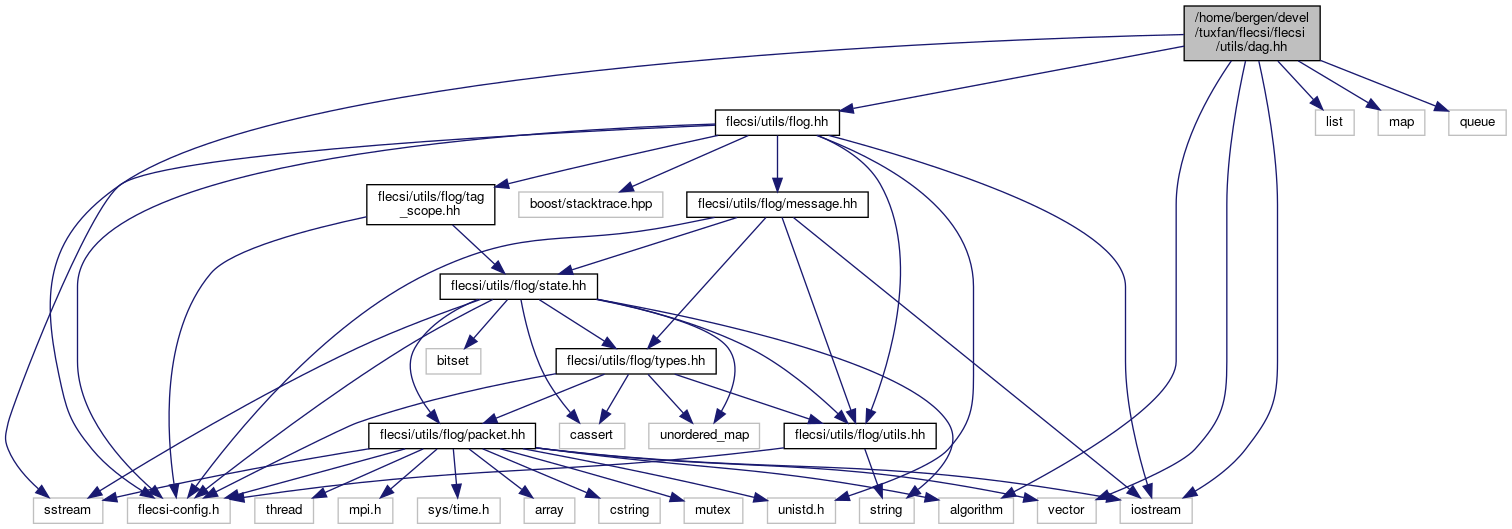 /home/bergen/devel
/tuxfan/flecsi/flecsi
/utils/dag.hh
flecsi/utils/flog.hh
list
map
queue
flecsi/utils/flog/tag
_scope.hh
boost/stacktrace.hpp
flecsi/utils/flog/message.hh
flecsi/utils/flog/state.hh
bitset
flecsi/utils/flog/types.hh
flecsi/utils/flog/packet.hh
cassert
unordered_map
flecsi/utils/flog/utils.hh
sstream
flecsi-config.h
thread
mpi.h
sys/time.h
array
cstring
mutex
unistd.h
string
algorithm
vector
iostream